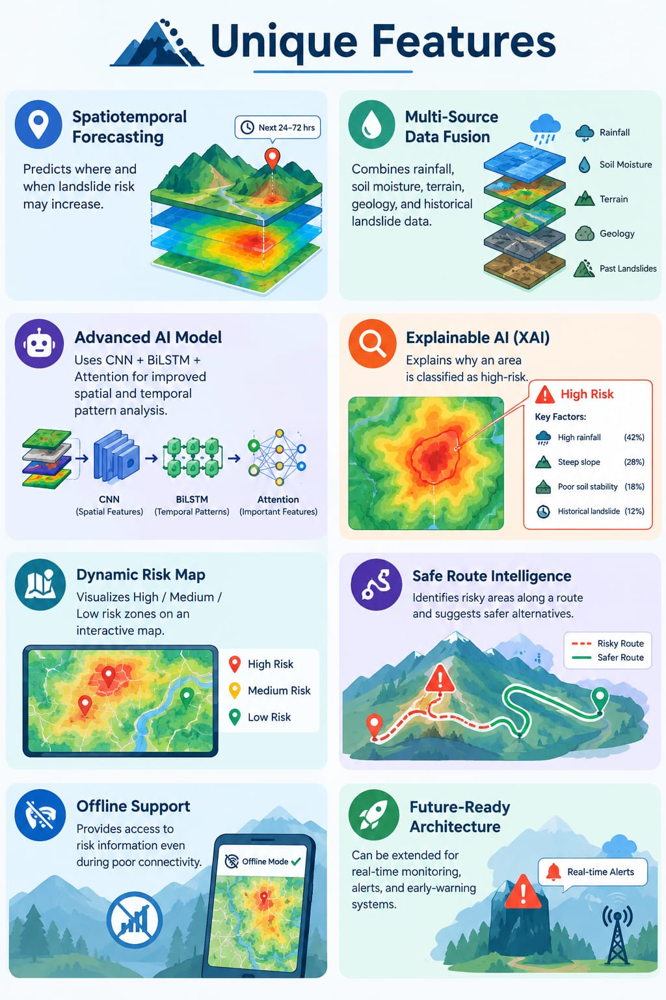 Unique Features
Spatiotemporal
Forecasting
Predicts where and
when landslide risk
may increase.
Next 24–72 hrs
Multi-Source
Data Fusion
Combines rainfall,
soil moisture, terrain,
geology, and historical
landslide data.
Rainfall
Soil Moisture
Terrain
Geology
Past Landslides
Advanced AI Model
Uses CNN + BiLSTM +
Attention for improved
spatial and temporal
pattern analysis.
CNN
(Spatial Features)
BiLSTM
(Temporal Patterns)
Attention
(Important Features)
Explainable AI (XAI)
Explains why an area
is classified as high-risk.
High Risk
Key Factors:
High rainfall (42%)
Steep slope (28%)
Poor soil stability (18%)
Historical landslide (12%)
Dynamic Risk Map
Visualizes High / Medium /
Low risk zones on an
interactive map.
High Risk
Medium Risk
Low Risk
Safe Route Intelligence
Identifies risky areas along a route
and suggests safer alternatives.
Risky Route
Safer Route
Offline Support
Provides access to
risk information even
during poor connectivity.
Offline Mode
Future-Ready
Architecture
Can be extended for
real-time monitoring,
alerts, and early-warning
systems.
Real-time Alerts